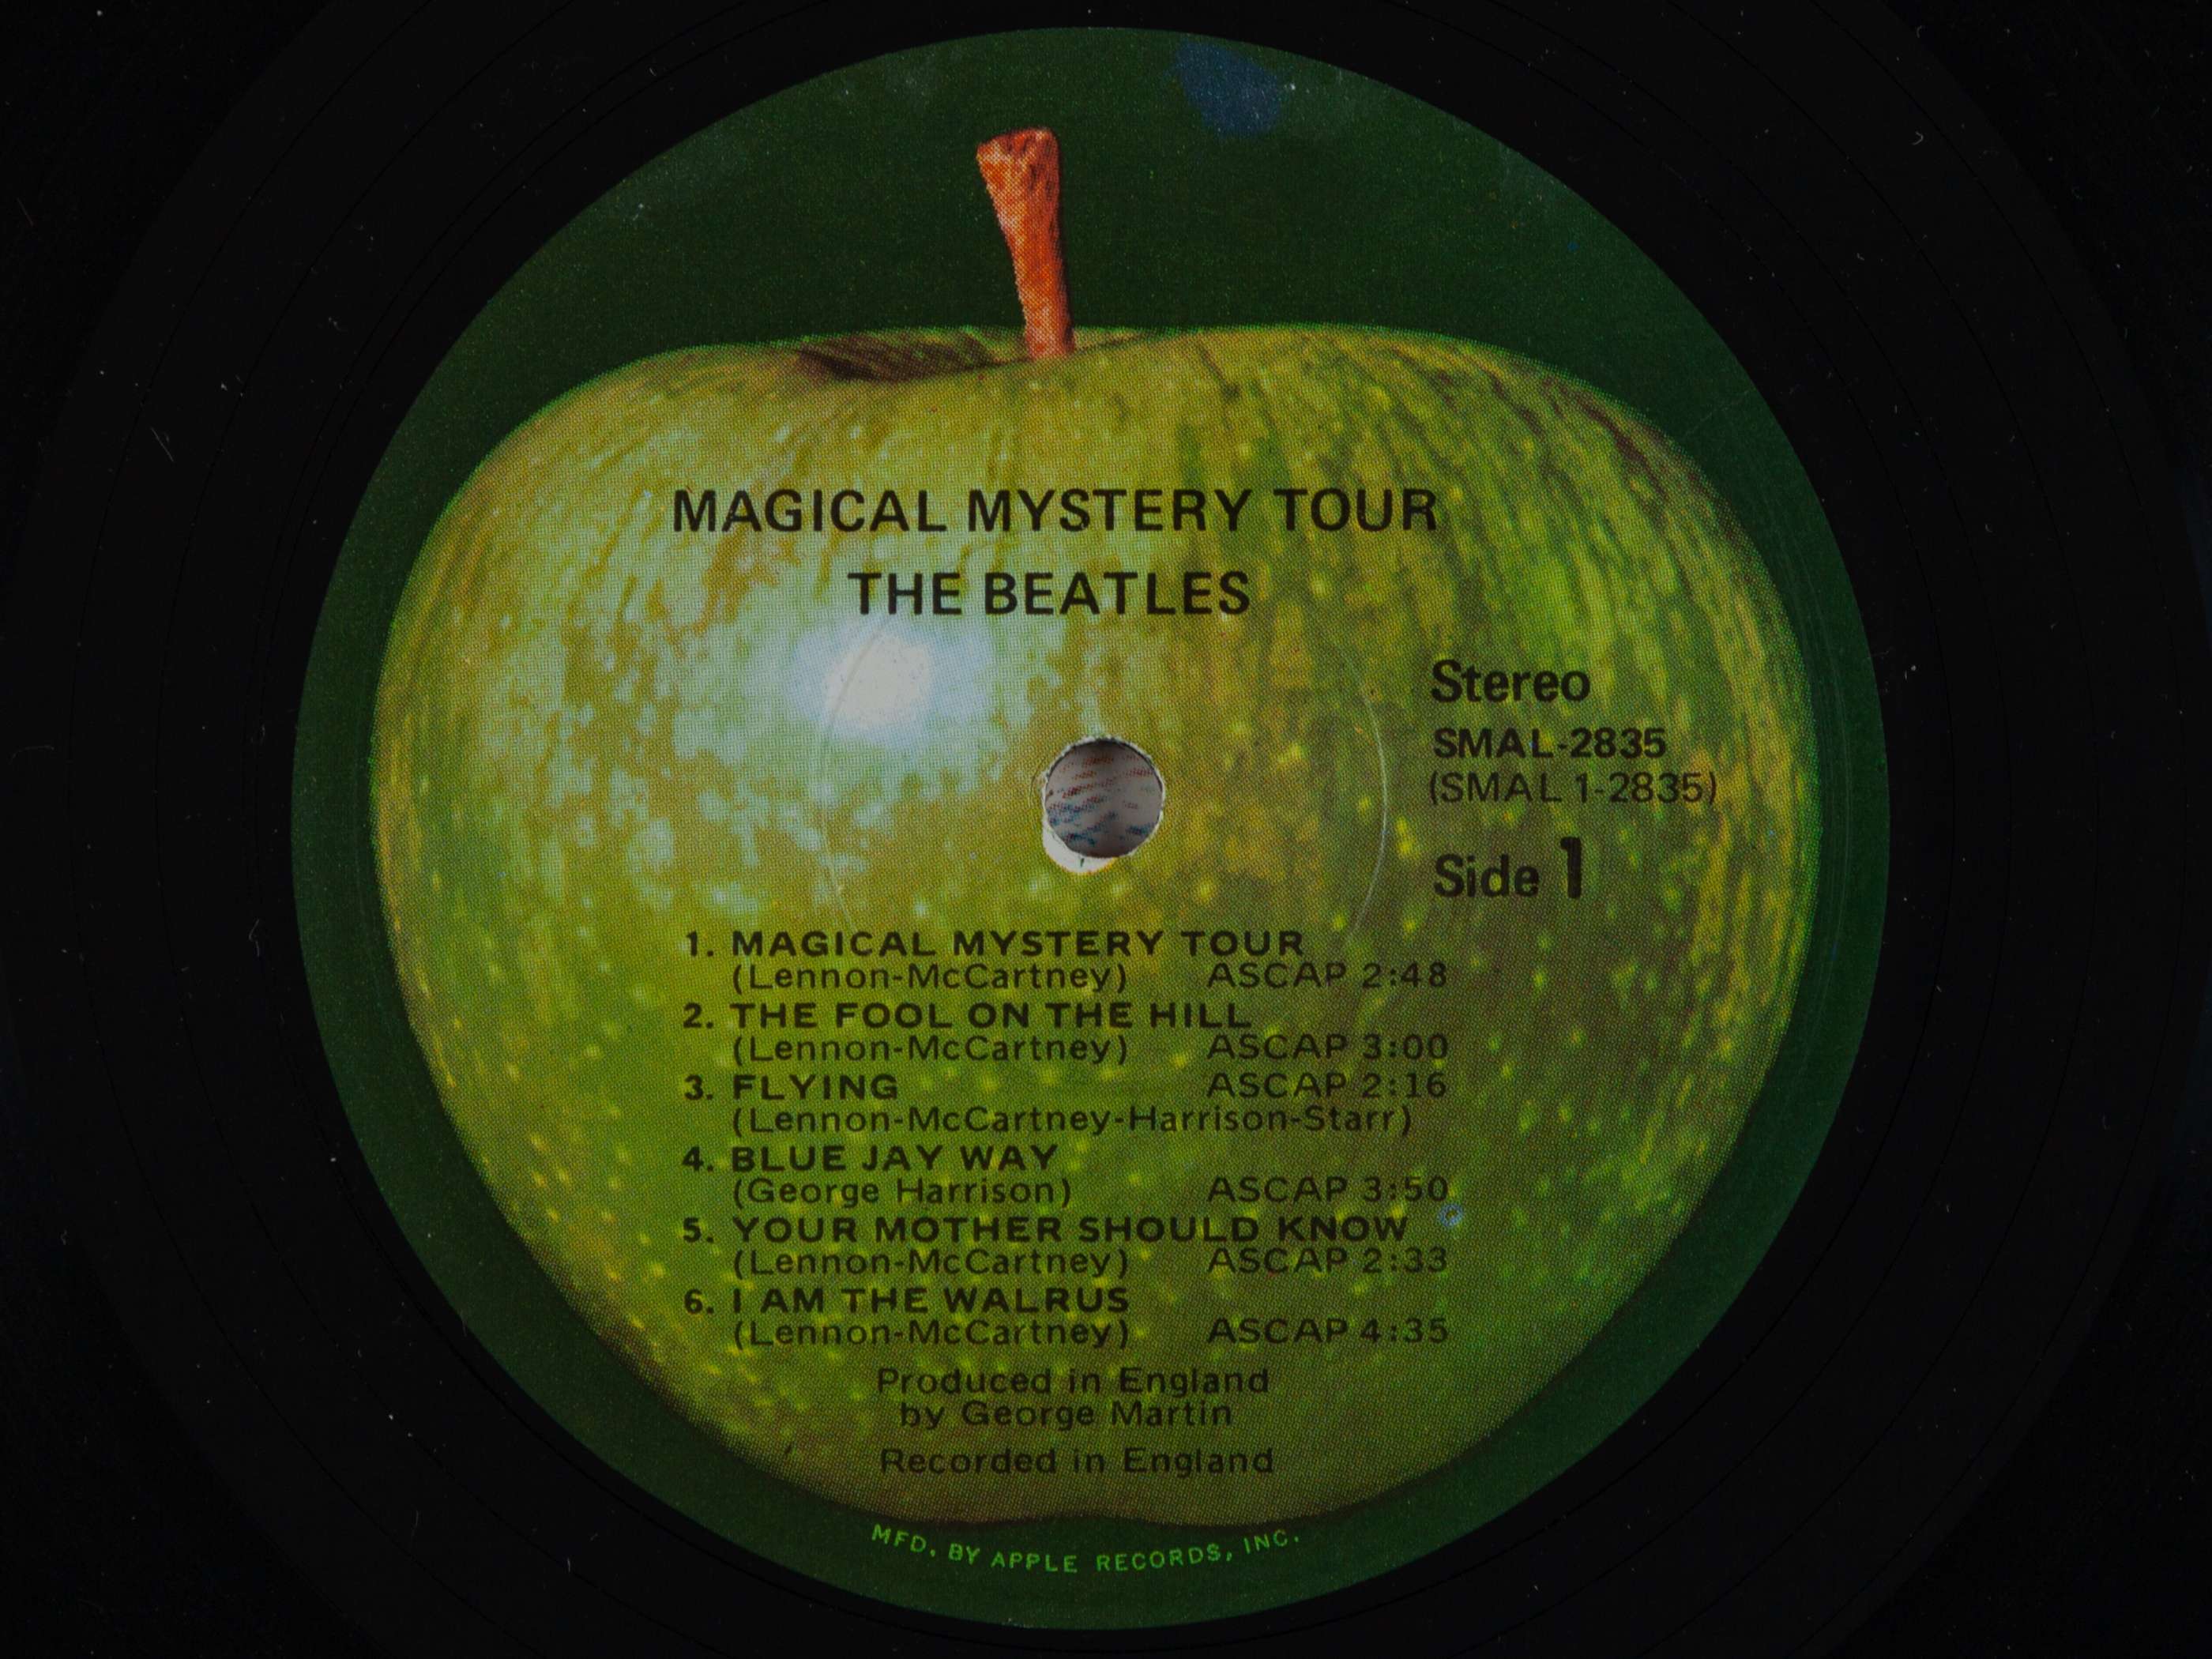 MAGICAL MYSTERY TOUR
THE BEATLES
Stereo
SMAL-2835
(SMAL 1-2835)
Side 1
1. MAGICAL MYSTERY TOUR
(Lennon-McCartney) ASCAP 2:48
2. THE FOOL ON THE HILL
(Lennon-McCartney) ASCAP 3:00
3. FLYING ASCAP 2:16
(Lennon-McCartney-Harrison-Starr)
4. BLUE JAY WAY
(George Harrison) ASCAP 3:50
5. YOUR MOTHER SHOULD KNOW
(Lennon-McCartney) ASCAP 2:33
6. I AM THE WALRUS
(Lennon-McCartney) ASCAP 4:35
Produced in England
by George Martin
Recorded in England
MFD. BY APPLE RECORDS, INC.